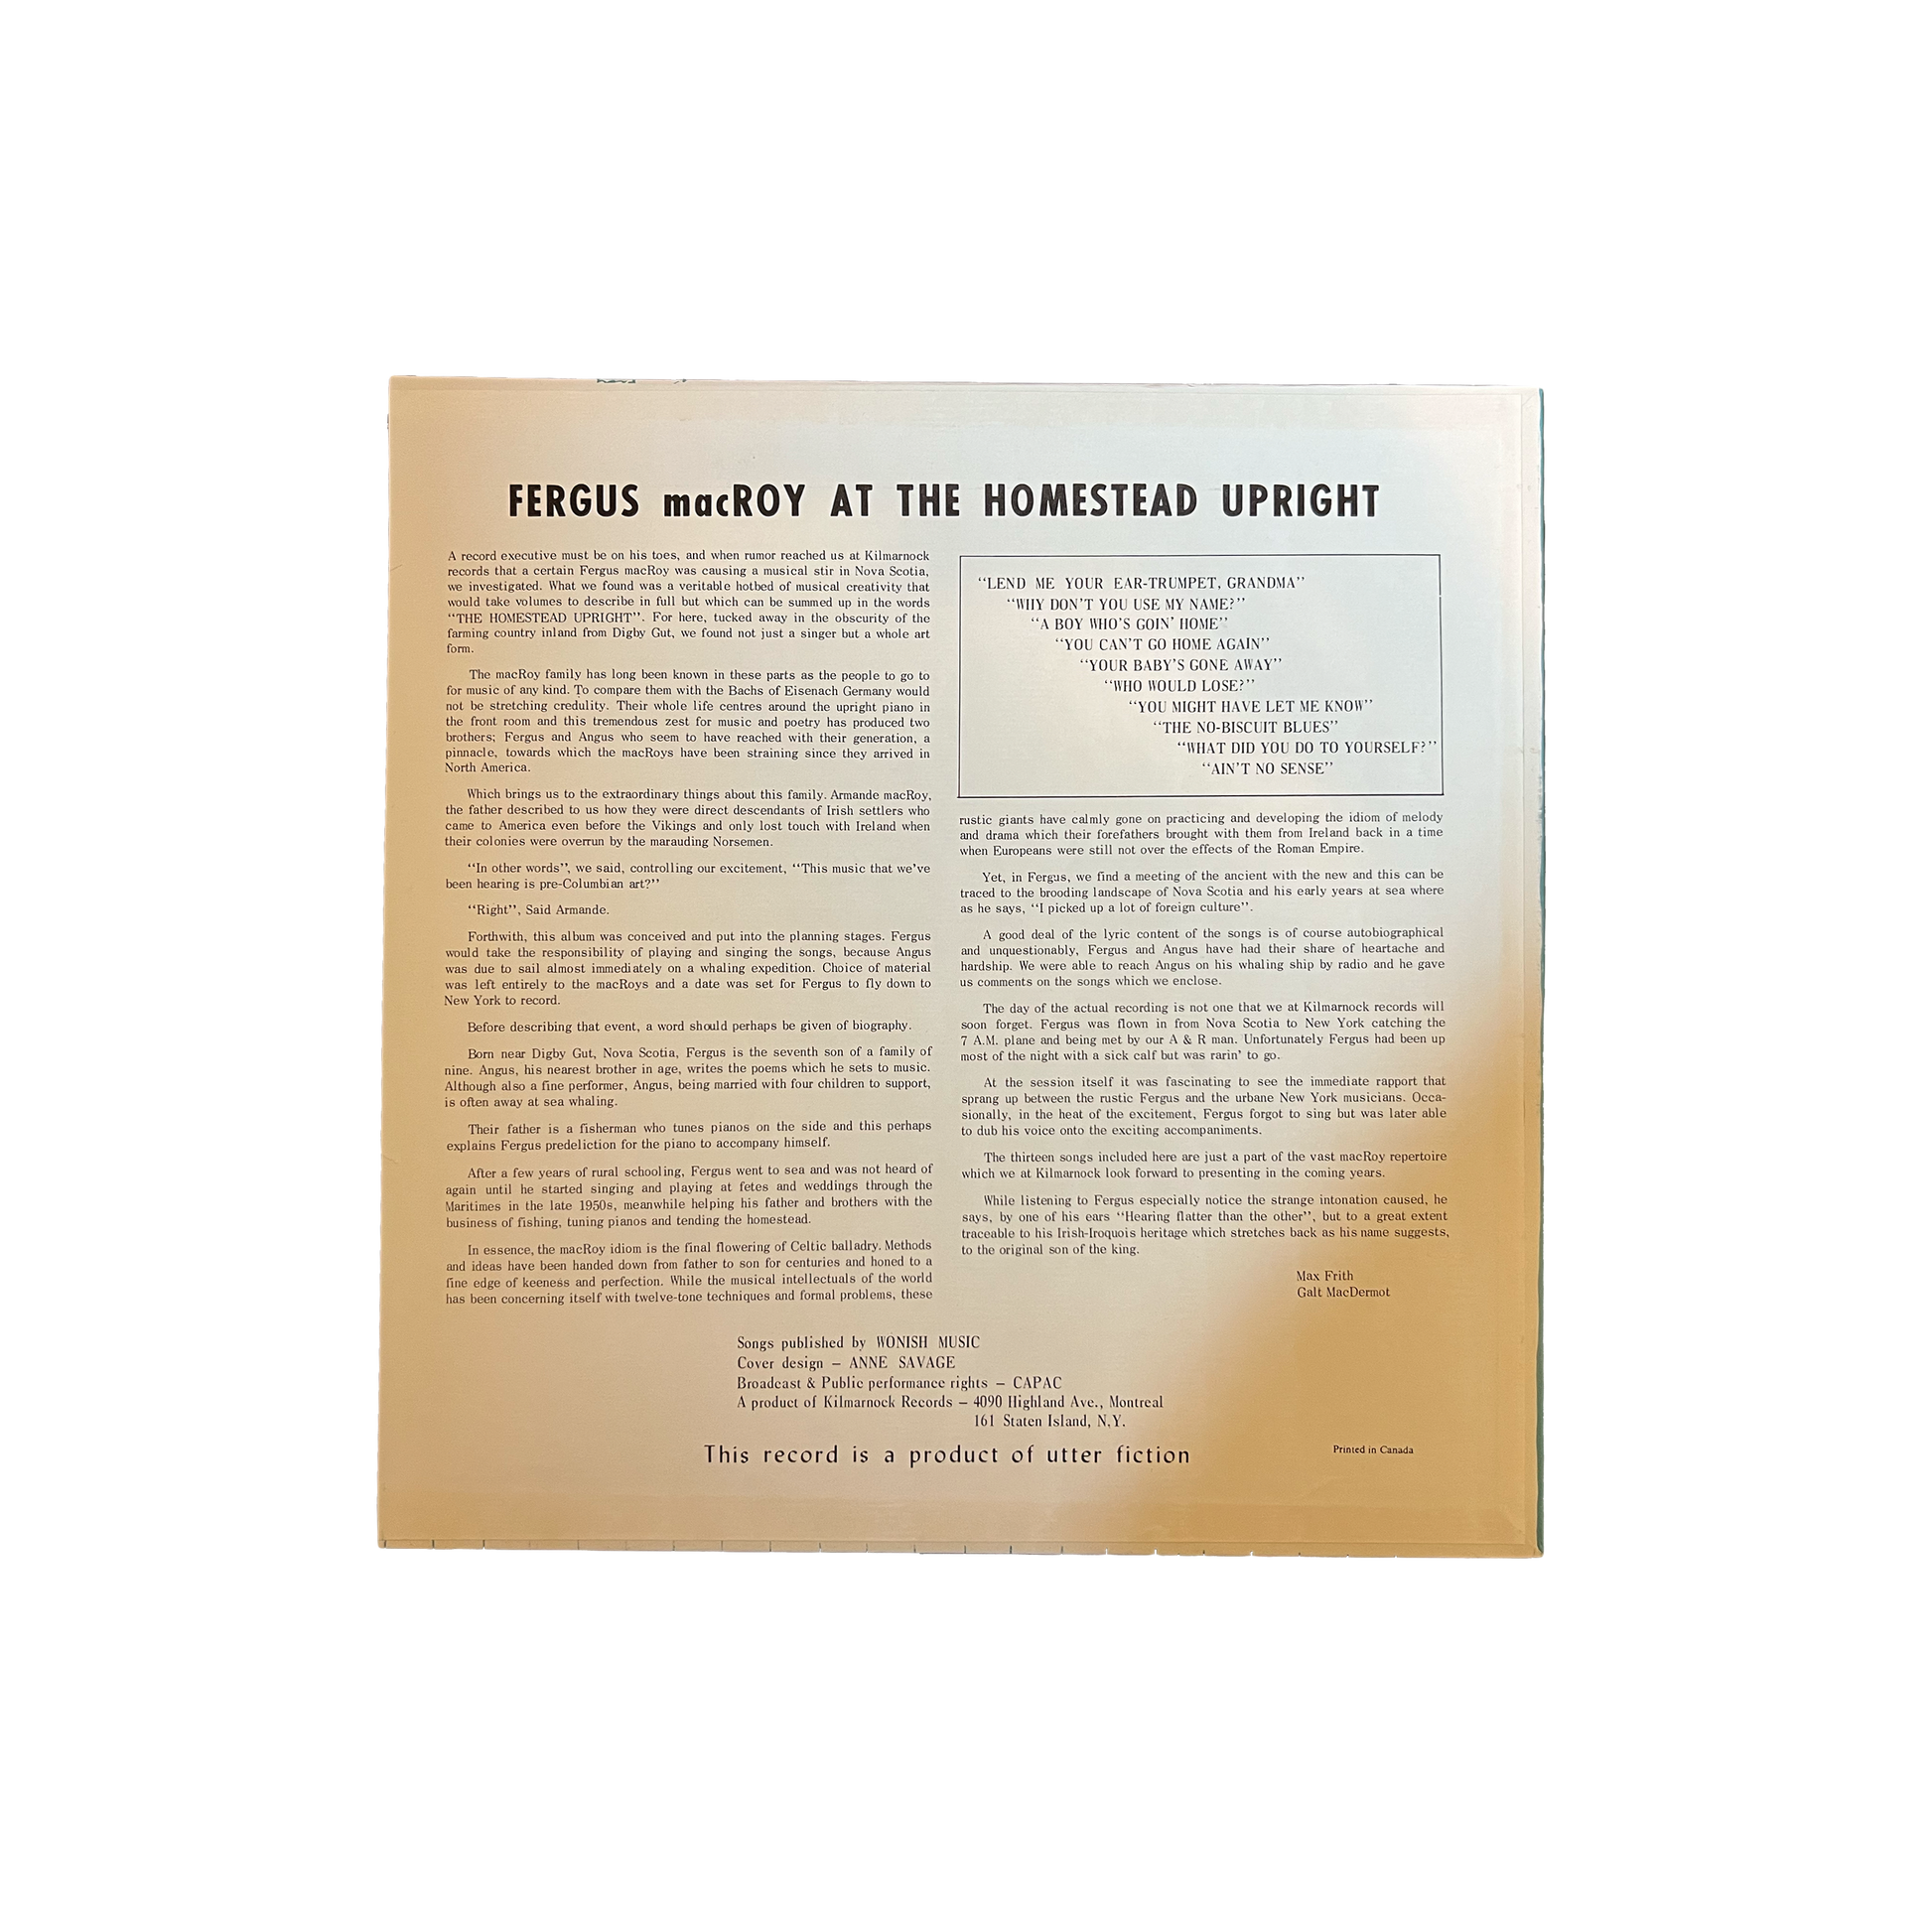 FERGUS macROY AT THE HOMESTEAD UPRIGHT
A record executive must be on his toes, and when rumor reached us at Kilmarnock
records that a certain Fergus macRoy was causing a musical stir in Nova Scotia,
we investigated. What we found was a veritable hotbed of musical creativity that
would take volumes to describe in full but which can be summed up in the words
"THE HOMESTEAD UPRIGHT". For here, tucked away in the obscurity of the
farming country inland from Digby Gut, we found not just a singer but a whole art
form.
The macRoy family has long been known in these parts as the people to go to
for music of any kind. To compare them with the Bachs of Eisenach Germany would
not be stretching credulity. Their whole life centres around the upright piano in
the front room and this tremendous zest for music and poetry has produced two
brothers; Fergus and Angus who seem to have reached with their generation, a
pinnacle, towards which the macRoys have been straining since they arrived in
North America.
Which brings us to the extraordinary things about this family. Armande macRoy,
the father described to us how they were direct descendants of Irish settlers who
came to America even before the Vikings and only lost touch with Ireland when
their colonies were overrun by the marauding Norsemen.
"In other words", we said, controlling our excitement, "This music that we've
been hearing is pre-Columbian art?"
"Right", Said Armande.
Forthwith, this album was conceived and put into the planning stages. Fergus
would take the responsibility of playing and singing the songs, because Angus
was due to sail almost immediately on a whaling expedition. Choice of material
was left entirely to the macRoys and a date was set for Fergus to fly down to
New York to record.
Before describing that event, a word should perhaps be given of biography.
Born near Digby Gut, Nova Scotia, Fergus is the seventh son of a family of
nine. Angus, his nearest brother in age, writes the poems which he sets to music.
Although also a fine performer, Angus, being married with four children to support,
is often away at sea whaling.
Their father is a fisherman who tunes pianos on the side and this perhaps
explains Fergus predeliction for the piano to accompany himself.
After a few years of rural schooling, Fergus went to sea and was not heard of
again until he started singing and playing at fetes and weddings through the
Maritimes in the late 1950s, meanwhile helping his father and brothers with the
business of fishing, tuning pianos and tending the homestead.
In essence, the macRoy idiom is the final flowering of Celtic balladry. Methods
and ideas have been handed down from father to son for centuries and honed to a
fine edge of keeness and perfection. While the musical intellectuals of the world
has been concerning itself with twelve-tone techniques and formal problems, these
"LEND ME YOUR EAR-TRUMPET, GRANDMA"
"WHY DON'T YOU USE MY NAME?"
"A BOY WHO'S GOIN' HOME"
"YOU CAN'T GO HOME AGAIN"
"YOUR BABY'S GONE AWAY"
"WHO WOULD LOSE?"
"YOU MIGHT HAVE LET ME KNOW"
"THE NO-BISCUIT BLUES"
"WHAT DID YOU DO TO YOURSELF?"
"AIN'T NO SENSE"
rustic giants have calmly gone on practicing and developing the idiom of melody
and drama which their forefathers brought with them from Ireland back in a time
when Europeans were still not over the effects of the Roman Empire.
Yet, in Fergus, we find a meeting of the ancient with the new and this can be
traced to the brooding landscape of Nova Scotia and his early years at sea where
as he says, "I picked up a lot of foreign culture".
A good deal of the lyric content of the songs is of course autobiographical
and unquestionably, Fergus and Angus have had their share of heartache and
hardship. We were able to reach Angus on his whaling ship by radio and he gave
us comments on the songs which we enclose.
The day of the actual recording is not one that we at Kilmarnock records will
soon forget. Fergus was flown in from Nova Scotia to New York catching the
7 A.M. plane and being met by our A & R man. Unfortunately Fergus had been up
most of the night with a sick calf but was rarin' to go.
At the session itself it was fascinating to see the immediate rapport that
sprang up between the rustic Fergus and the urbane New York musicians. Occa-
sionally, in the heat of the excitement, Fergus forgot to sing but was later able
to dub his voice onto the exciting accompaniments.
The thirteen songs included here are just a part of the vast macRoy repertoire
which we at Kilmarnock look forward to presenting in the coming years.
While listening to Fergus especially notice the strange intonation caused, he
says, by one of his ears "Hearing flatter than the other", but to a great extent
traceable to his Irish-Iroquois heritage which stretches back as his name suggests,
to the original son of the king.
Max Frith
Galt MacDermot
Songs published by WONISH MUSIC
Cover design – ANNE SAVAGE
Broadcast & Public performance rights – CAPAC
A product of Kilmarnock Records – 4090 Highland Ave., Montreal
161 Staten Island, N.Y.
This record is a product of utter fiction
Printed in Canada